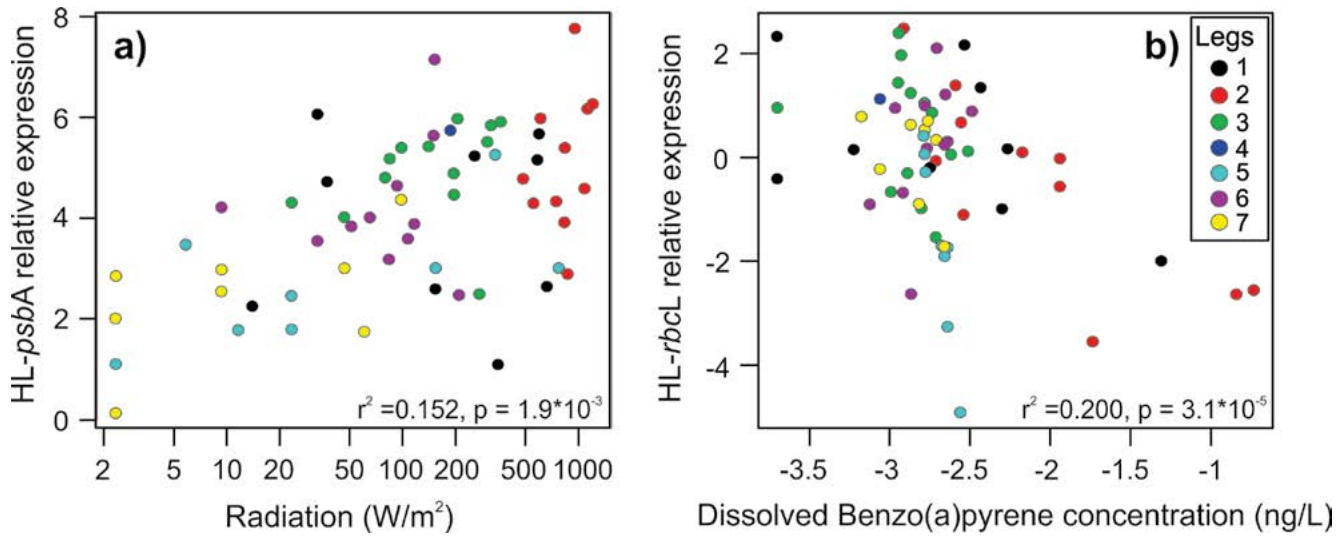 a)
HL-psbA relative expression
8
6
4
2
0
r² =0.152, p = 1.9*10⁻³
2 5 10 20 50 100 200 500 1000
Radiation (W/m²)
b)
HL-rbcL relative expression
2
0
-2
-4
Legs
1
2
3
4
5
6
7
r² =0.200, p = 3.1*10⁻⁵
-3.5 -3 -2.5 -2 -1.5 -1
Dissolved Benzo(a)pyrene concentration (ng/L)